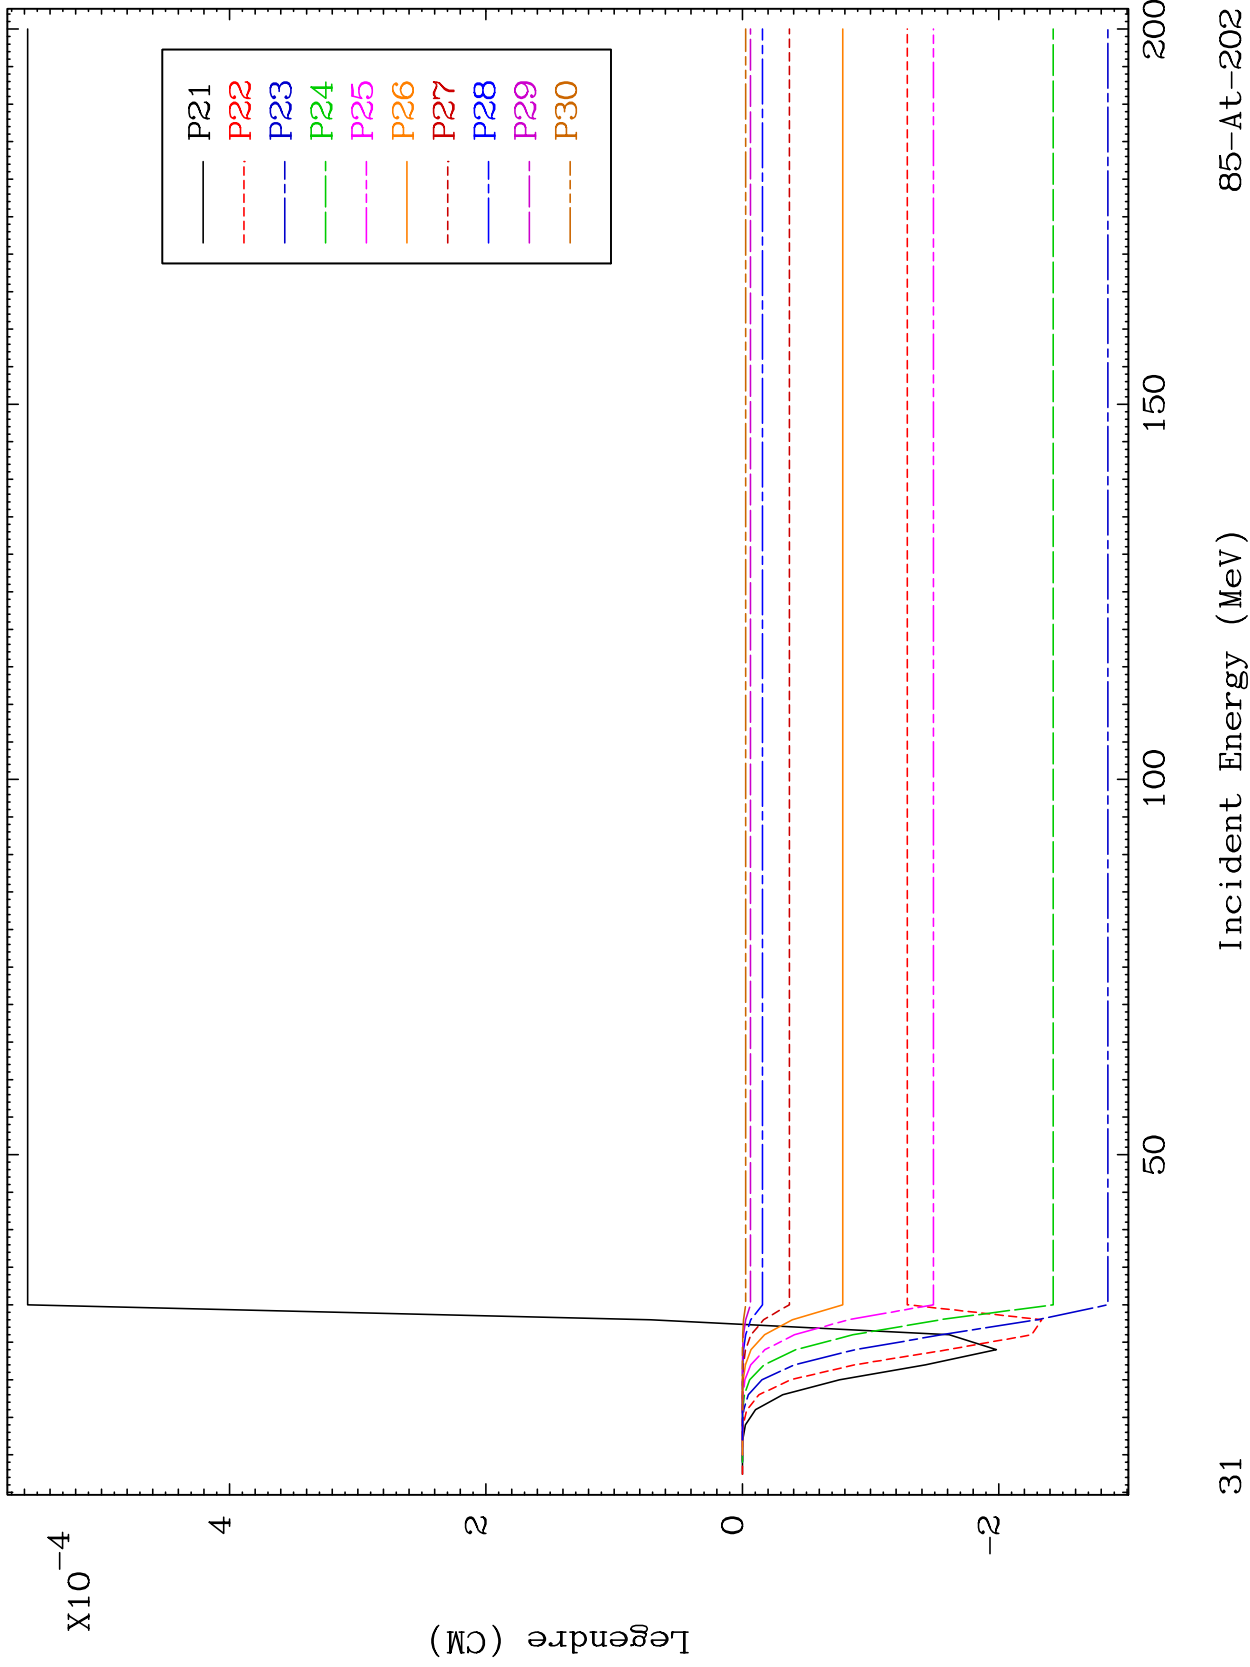 X10-4
Legendre (CM)
4
2
0
-2
P21
P22
P23
P24
P25
P26
P27
P28
P29
P30
50
100
150
200
Incident Energy (MeV)
31
85-At-202